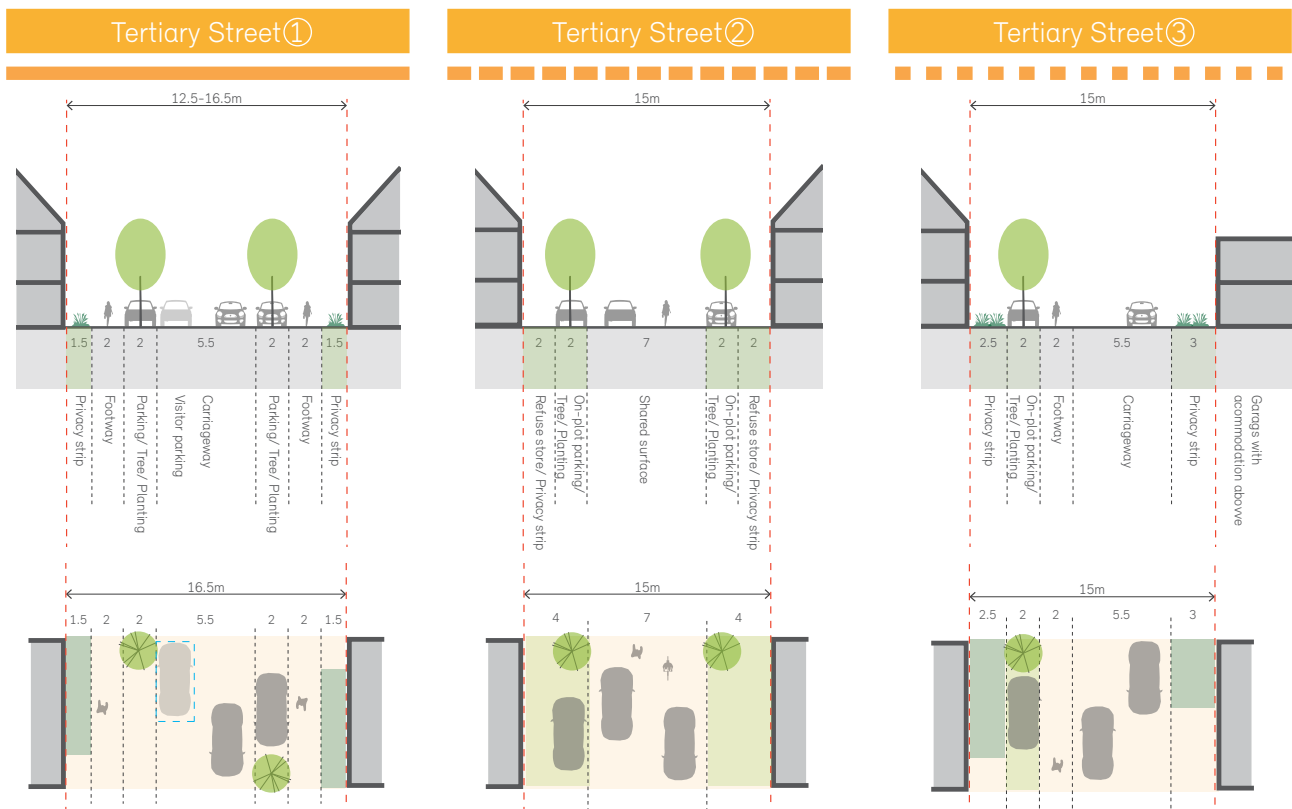 Tertiary Street①
12.5-16.5m
1.5 2 2 5.5 2 2 1.5
Privacy strip
Footway
Parking/ Tree/ Planting
Visitor parking
Carriageway
Parking/ Tree/ Planting
Footway
Privacy strip
16.5m
1.5 2 2 5.5 2 2 1.5
Tertiary Street②
15m
2 2 7 2 2
Refuse store/ Privacy strip
On-plot parking/
Tree/ Planting
Shared surface
On-plot parking/
Tree/ Planting
Refuse store/ Privacy strip
15m
4 7 4
Tertiary Street③
15m
2.5 2 2 5.5 3
Privacy strip
On-plot parking/
Tree/ Planting
Footway
Carriageway
Privacy strip
Garags with
acommodation abovve
15m
2.5 2 2 5.5 3